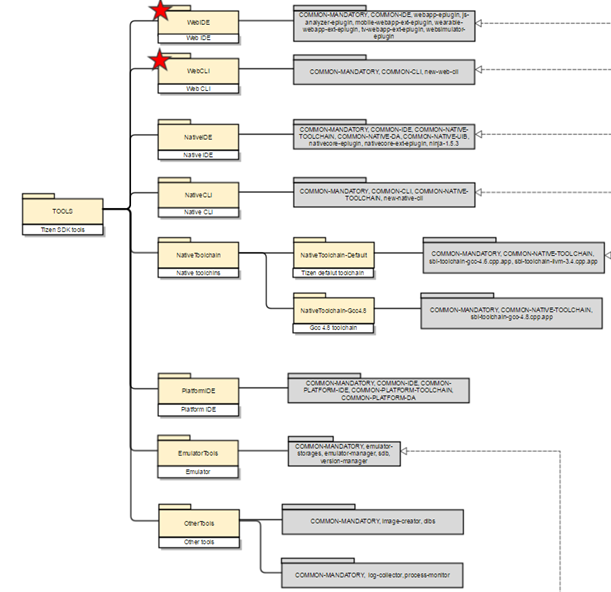 WebIDE
Web IDE
COMMON-MANDATORY, COMMON-IDE, webapp-eplugin, js-
analyzer-eplugin, mobile-webapp-ext-eplugin, wearable-
webapp-ext-eplugin, tv-webapp-ext-eplugin, websimulator-
eplugin
WebCLI
Web CLI
COMMON-MANDATORY, COMMON-CLI, new-web-cli
NativeIDE
Native IDE
COMMON-MANDATORY, COMMON-IDE, COMMON-NATIVE-
TOOLCHAIN, COMMON-NATIVE-DA, COMMON-NATIVE-UIB,
nativecore-eplugin, nativecore-ext-eplugin, ninja-1.5.3
NativeCLI
Native CLI
COMMON-MANDATORY, COMMON-CLI, COMMON-NATIVE-
TOOLCHAIN, new-native-cli
TOOLS
Tizen SDK tools
NativeToolchain
Native toolchins
NativeToolchain-Default
Tizen defalut toolchain
COMMON-MANDATORY, COMMON-NATIVE-TOOLCHAIN,
sbi-toolchain-gcc-4.6.cpp.app, sbi-toolchain-llvm-3.4.cpp.app
NativeToolchain-Gcc4.8
Gcc 4.8 toolchain
COMMON-MANDATORY, COMMON-NATIVE-TOOLCHAIN,
sbi-toolchain-gcc-4.8.cpp.app
PlatformIDE
Platform IDE
COMMON-MANDATORY, COMMON-IDE, COMMON-
PLATFORM-IDE, COMMON-PLATFORM-TOOLCHAIN,
COMMON-PLATFORM-DA
EmulatorTools
Emulator
COMMON-MANDATORY, emulator-
storages, emulator-manager, sdb,
version-manager
OtherTools
Other tools
COMMON-MANDATORY, image-creator, dlbs
COMMON-MANDATORY, log-collector, process-monitor